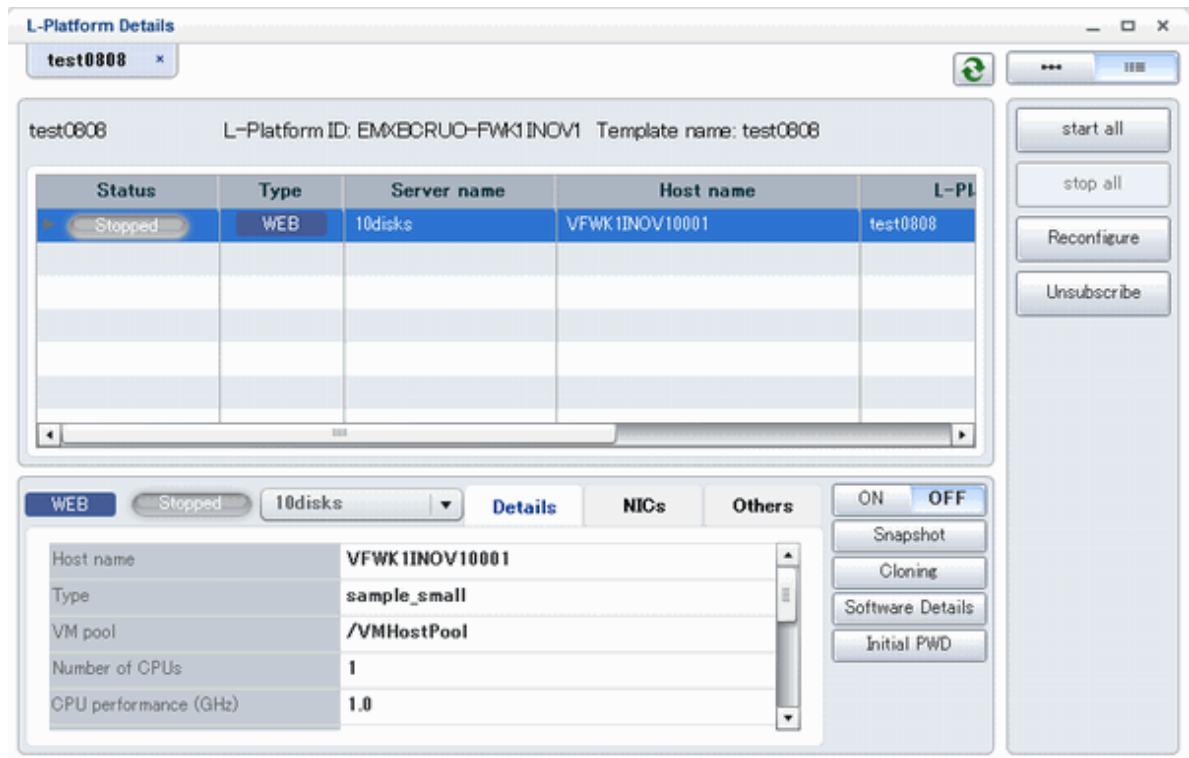 L-Platform Details
test0808 ×
test0808 L-Platform ID: EMXBCRUO-FWK1INOV1 Template name: test0808
Status Type Server name Host name L-Pl
Stopped WEB 10disks VFWK1INOV10001 test0808
start all
stop all
Reconfigure
Unsubscribe
WEB Stopped 10disks Details NICs Others
ON OFF
Snapshot
Cloning
Software Details
Initial PWD
Host name VFWK1INOV10001
Type sample_small
VM pool /VMHostPool
Number of CPUs 1
CPU performance (GHz) 1.0